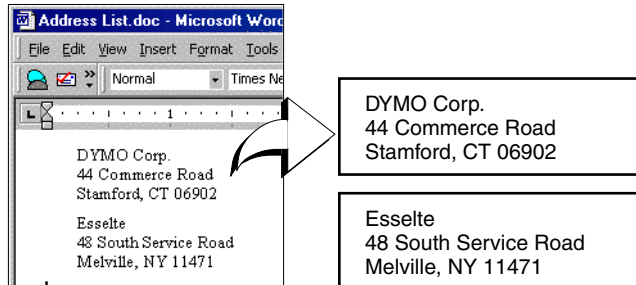 Address List.doc - Microsoft Word
File Edit View Insert Format Tools
Normal Times Ne
1
DYMO Corp.
44 Commerce Road
Stamford, CT 06902
Esselte
48 South Service Road
Melville, NY 11471
DYMO Corp.
44 Commerce Road
Stamford, CT 06902
Esselte
48 South Service Road
Melville, NY 11471